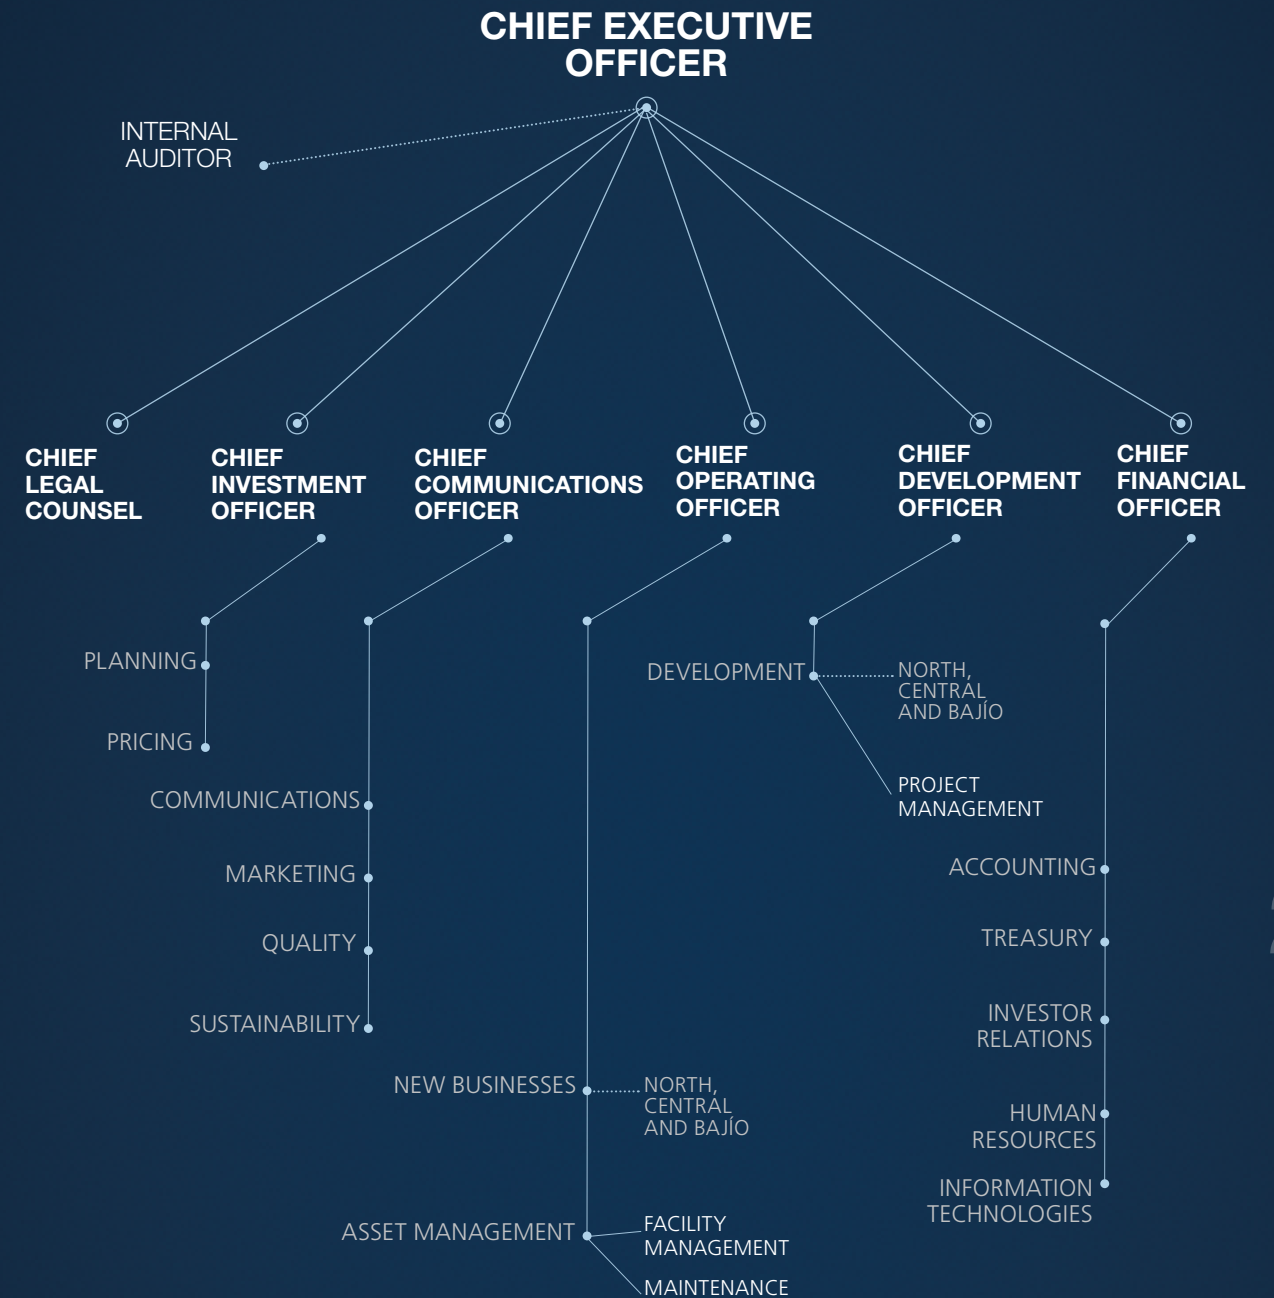 CHIEF EXECUTIVE
OFFICER
INTERNAL
AUDITOR
CHIEF
LEGAL
COUNSEL
CHIEF
INVESTMENT
OFFICER
CHIEF
COMMUNICATIONS
OFFICER
CHIEF
OPERATING
OFFICER
CHIEF
DEVELOPMENT
OFFICER
CHIEF
FINANCIAL
OFFICER
PLANNING
PRICING
COMMUNICATIONS
MARKETING
QUALITY
SUSTAINABILITY
NEW BUSINESSES
NORTH,
CENTRAL
AND BAJÍO
ASSET MANAGEMENT
FACILITY
MANAGEMENT
MAINTENANCE
DEVELOPMENT
NORTH,
CENTRAL
AND BAJÍO
PROJECT
MANAGEMENT
ACCOUNTING
TREASURY
INVESTOR
RELATIONS
HUMAN
RESOURCES
INFORMATION
TECHNOLOGIES